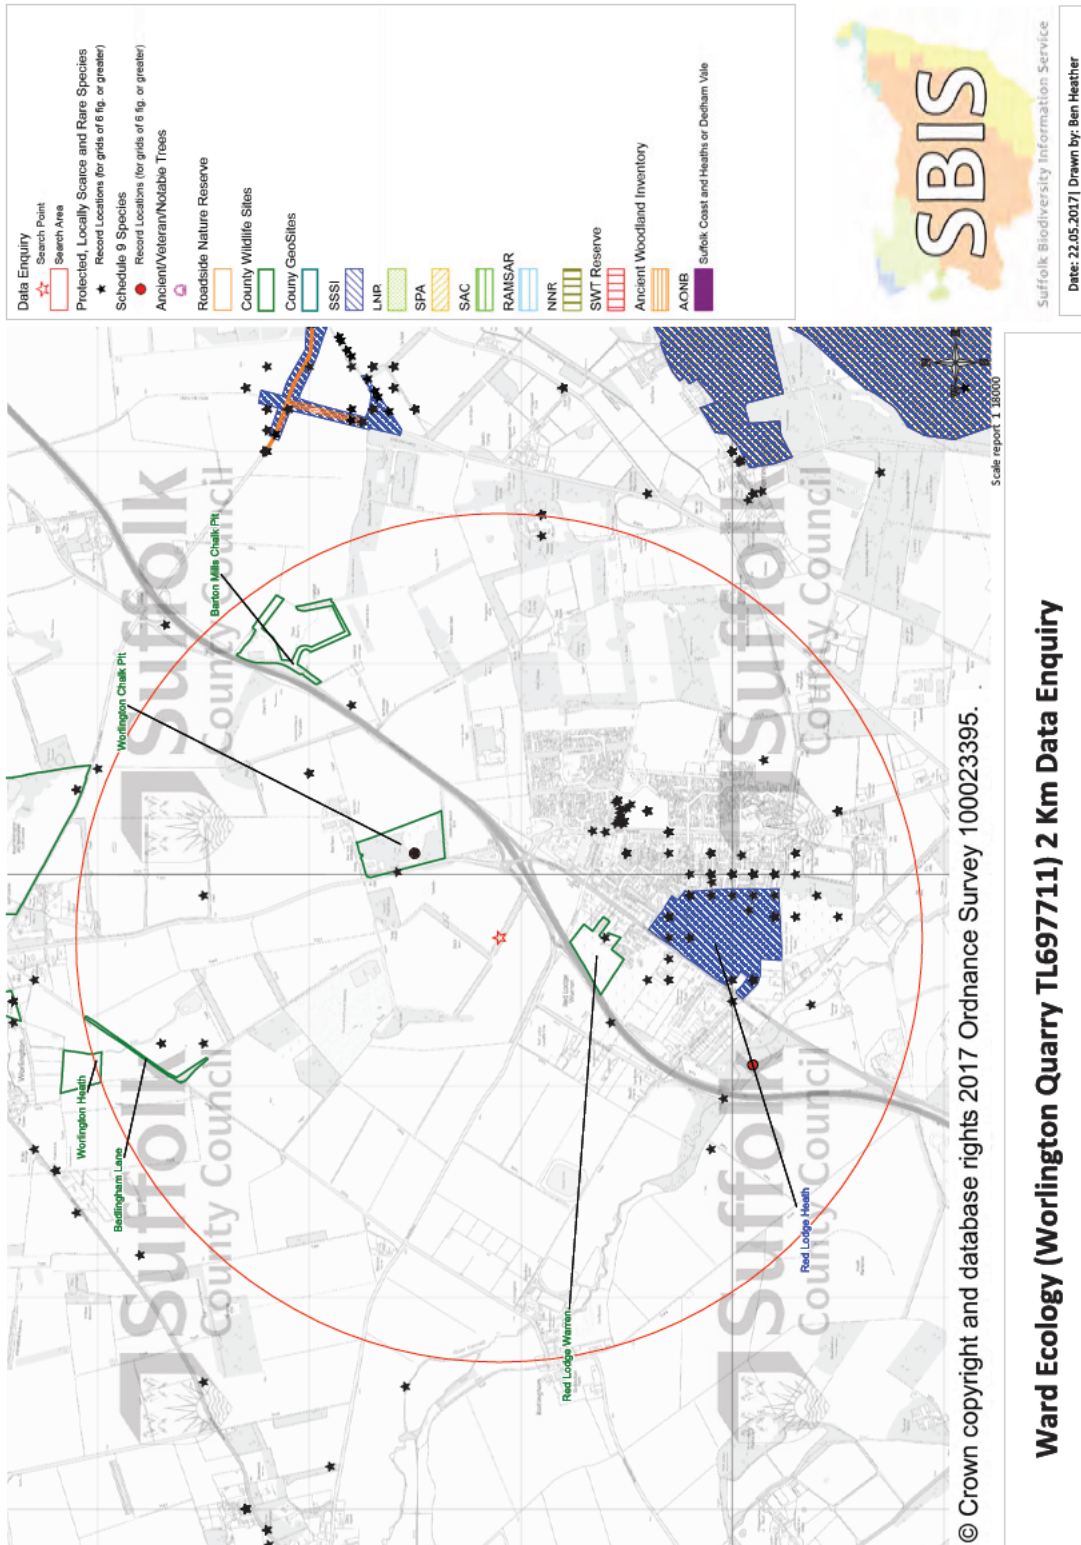 Data Enquiry
Search Point
Search Area
Protected, Locally Scarce and Rare Species
Record Locations (for grids of 6 fig. or greater)
Schedule 9 Species
Record Locations (for grids of 6 fig. or greater)
Ancient/Veteran/Notable Trees
Roadside Nature Reserve
County Wildlife Sites
County GeoSites
SSSI
LNR
SPA
SAC
RAMSAR
NNR
SWT Reserve
Ancient Woodland Inventory
AONB
Suffolk Coast and Heaths or Dedham Vale
SBIS
Suffolk Biodiversity Information Service
Date: 22.05.2017| Drawn by: Ben Heather
Worlington Heath
Badlingham Lane
Worlington Chalk Pit
Barton Mills Chalk Pit
Red Lodge Warren
Red Lodge Heath
Suffolk
County Council
Suffolk
County Council
Suffolk
County Council
Suffolk
County Council
Scale report 1 18000
© Crown copyright and database rights 2017 Ordnance Survey 100023395.
Ward Ecology (Worlington Quarry TL697711) 2 Km Data Enquiry